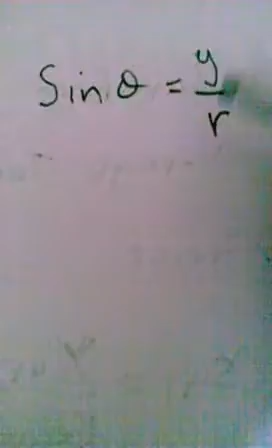 Sin θ = y/r